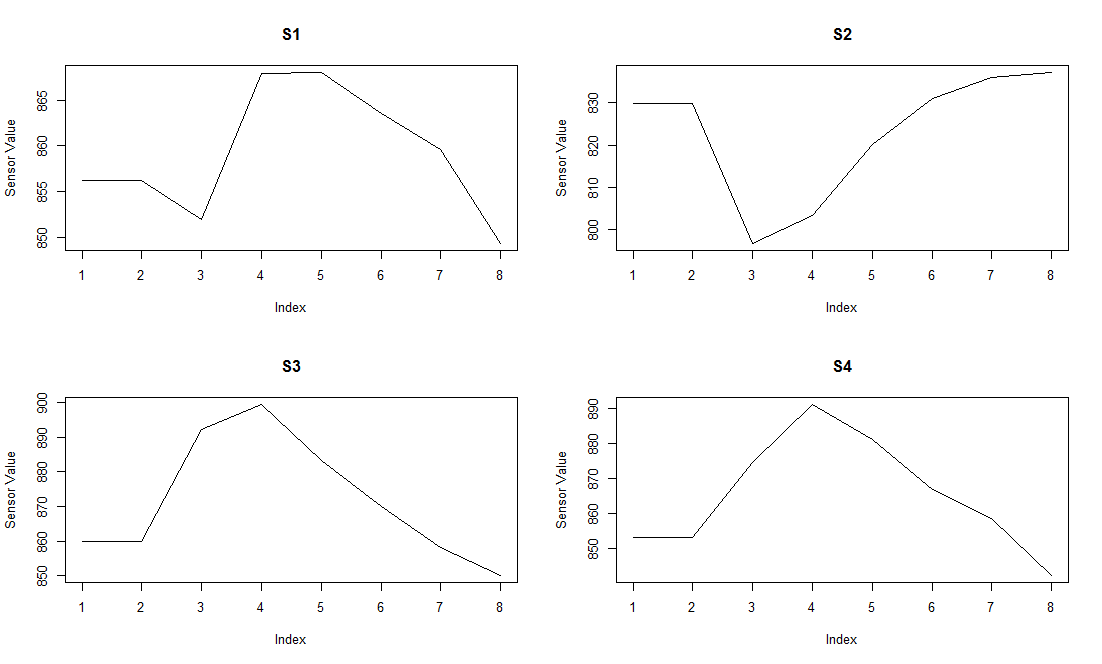 S1
Sensor Value
865
860
855
850
1 2 3 4 5 6 7 8
Index
S2
Sensor Value
830
820
810
800
1 2 3 4 5 6 7 8
Index
S3
Sensor Value
900
890
880
870
860
850
1 2 3 4 5 6 7 8
Index
S4
Sensor Value
890
880
870
860
850
1 2 3 4 5 6 7 8
Index